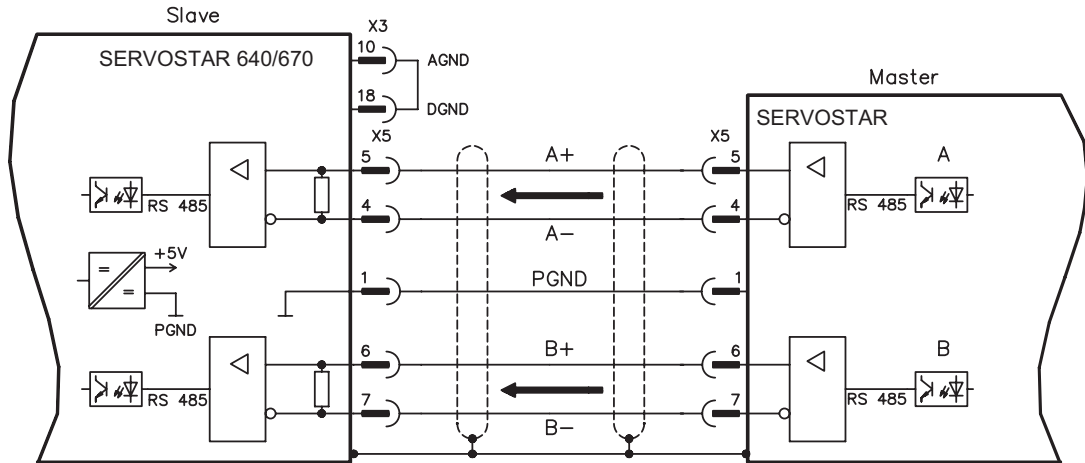 Slave
SERVOSTAR 640/670
X3
10
AGND
18
DGND
X5
5
4
RS 485
+5V
=
=
PGND
1
6
7
RS 485
A+
A−
PGND
B+
B−
Master
SERVOSTAR
X5
5
4
RS 485
A
1
6
7
RS 485
B